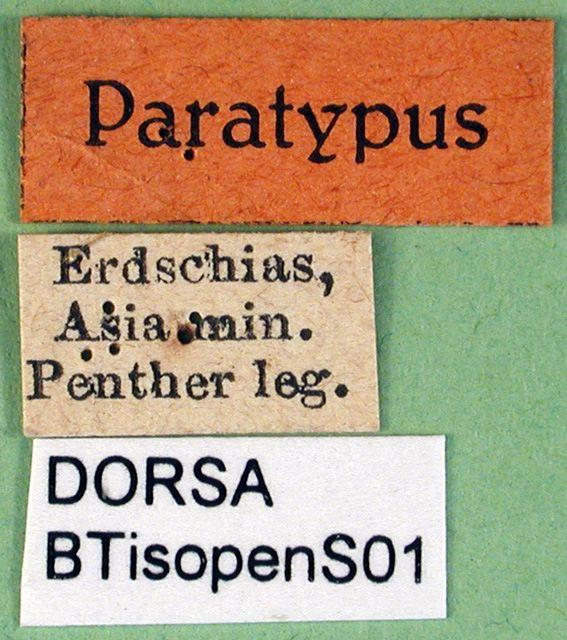 Paratypus
Erdschias,
Asia min.
Penther leg.
DORSA
BTisopenS01